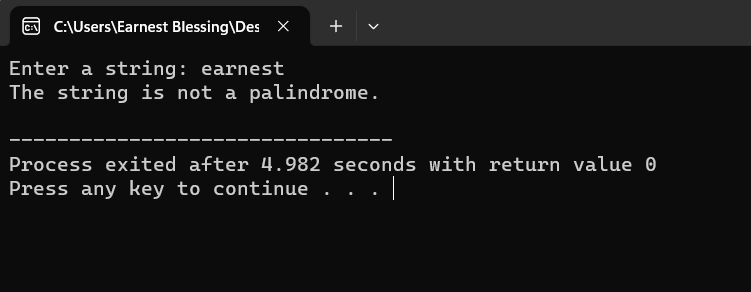 C:\Users\Earnest Blessing\Des
Enter a string: earnest
The string is not a palindrome.
--------------------------------
Process exited after 4.982 seconds with return value 0
Press any key to continue . . .